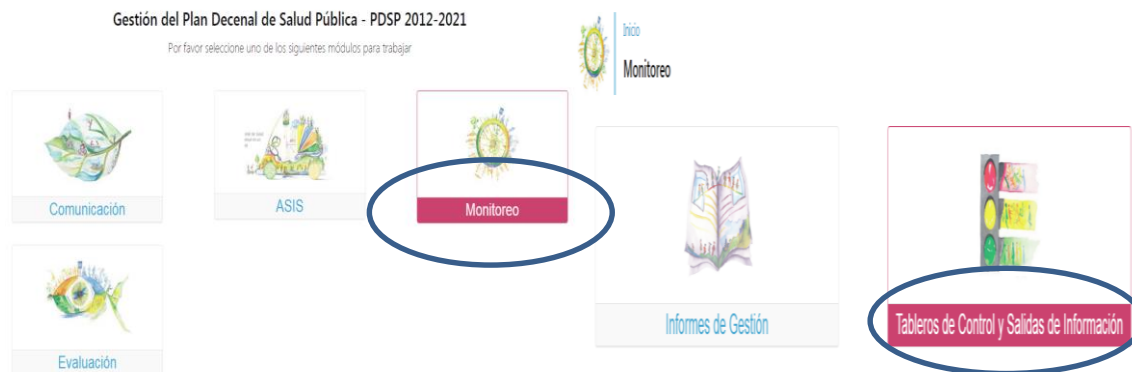 Gestión del Plan Decenal de Salud Pública - PDSP 2012-2021
Por favor seleccione uno de los siguientes módulos para trabajar
Comunicación
ASIS
Monitoreo
Evaluación
Inicio
Monitoreo
Informes de Gestión
Tableros de Control y Salidas de Información